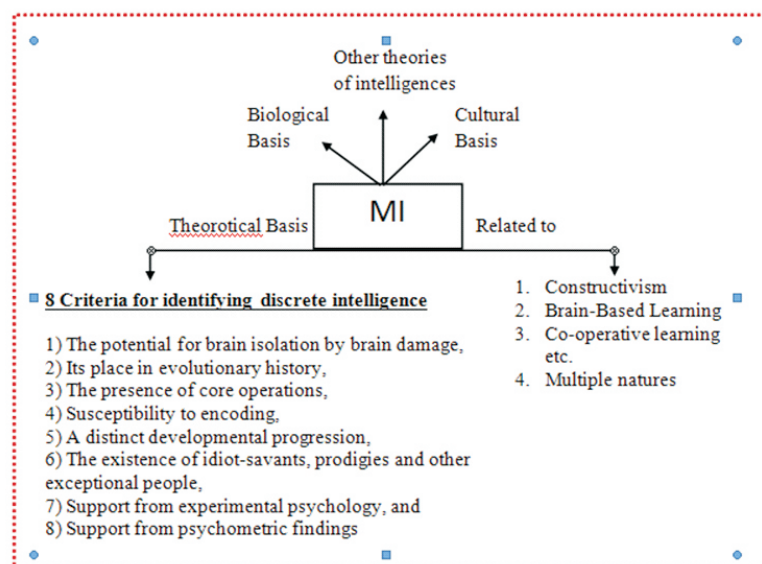 Other theories
of intelligences
Biological
Basis
Cultural
Basis
MI
Theorotical Basis
Related to
8 Criteria for identifying discrete intelligence
1) The potential for brain isolation by brain damage,
2) Its place in evolutionary history,
3) The presence of core operations,
4) Susceptibility to encoding,
5) A distinct developmental progression,
6) The existence of idiot-savants, prodigies and other
exceptional people,
7) Support from experimental psychology, and
8) Support from psychometric findings
1. Constructivism
2. Brain-Based Learning
3. Co-operative learning
etc.
4. Multiple natures